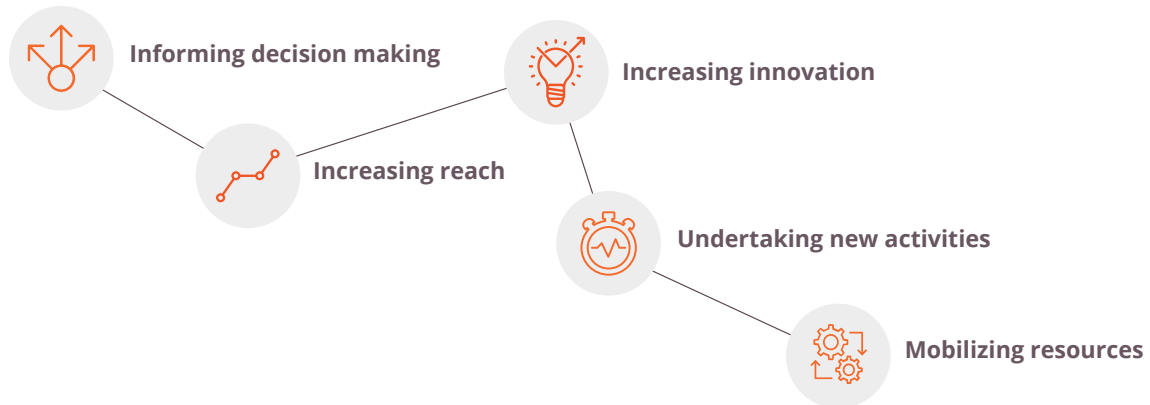 Informing decision making
Increasing innovation
Increasing reach
Undertaking new activities
Mobilizing resources